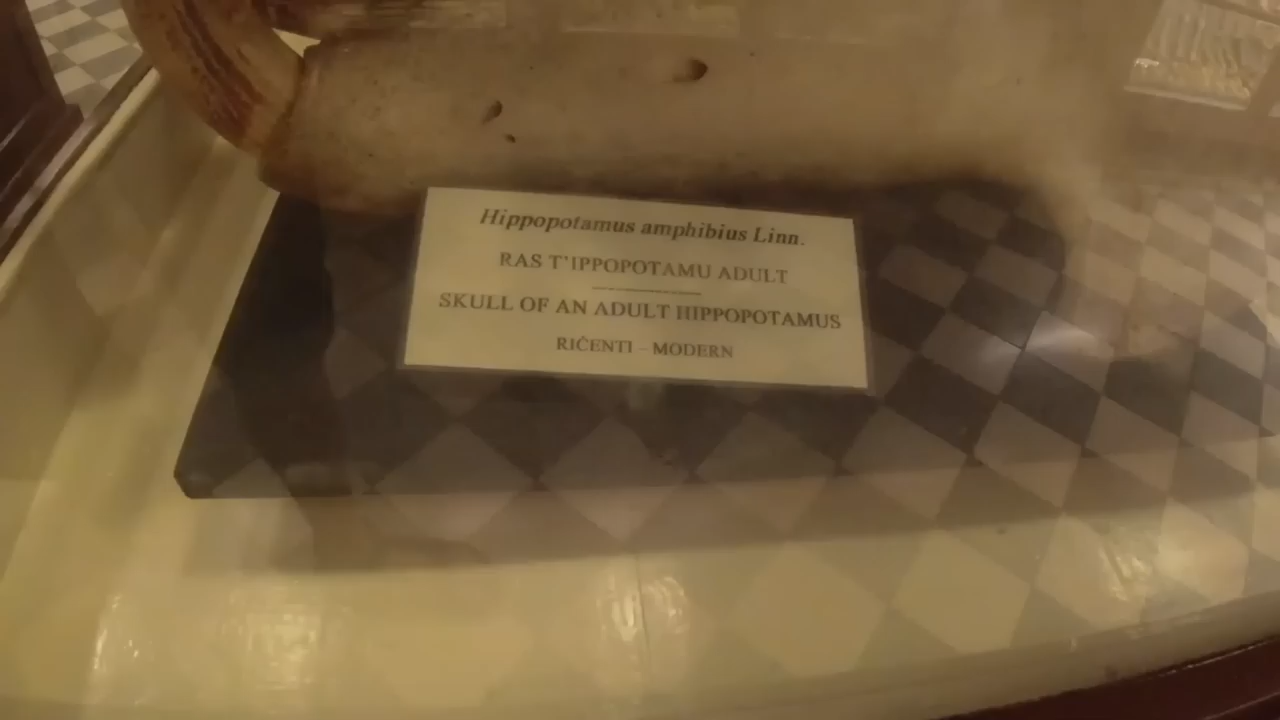 Hippopotamus amphibius Linn.
RAS T'IPPOPOTAMU ADULT
SKULL OF AN ADULT HIPPOPOTAMUS
RIĊENTI – MODERN